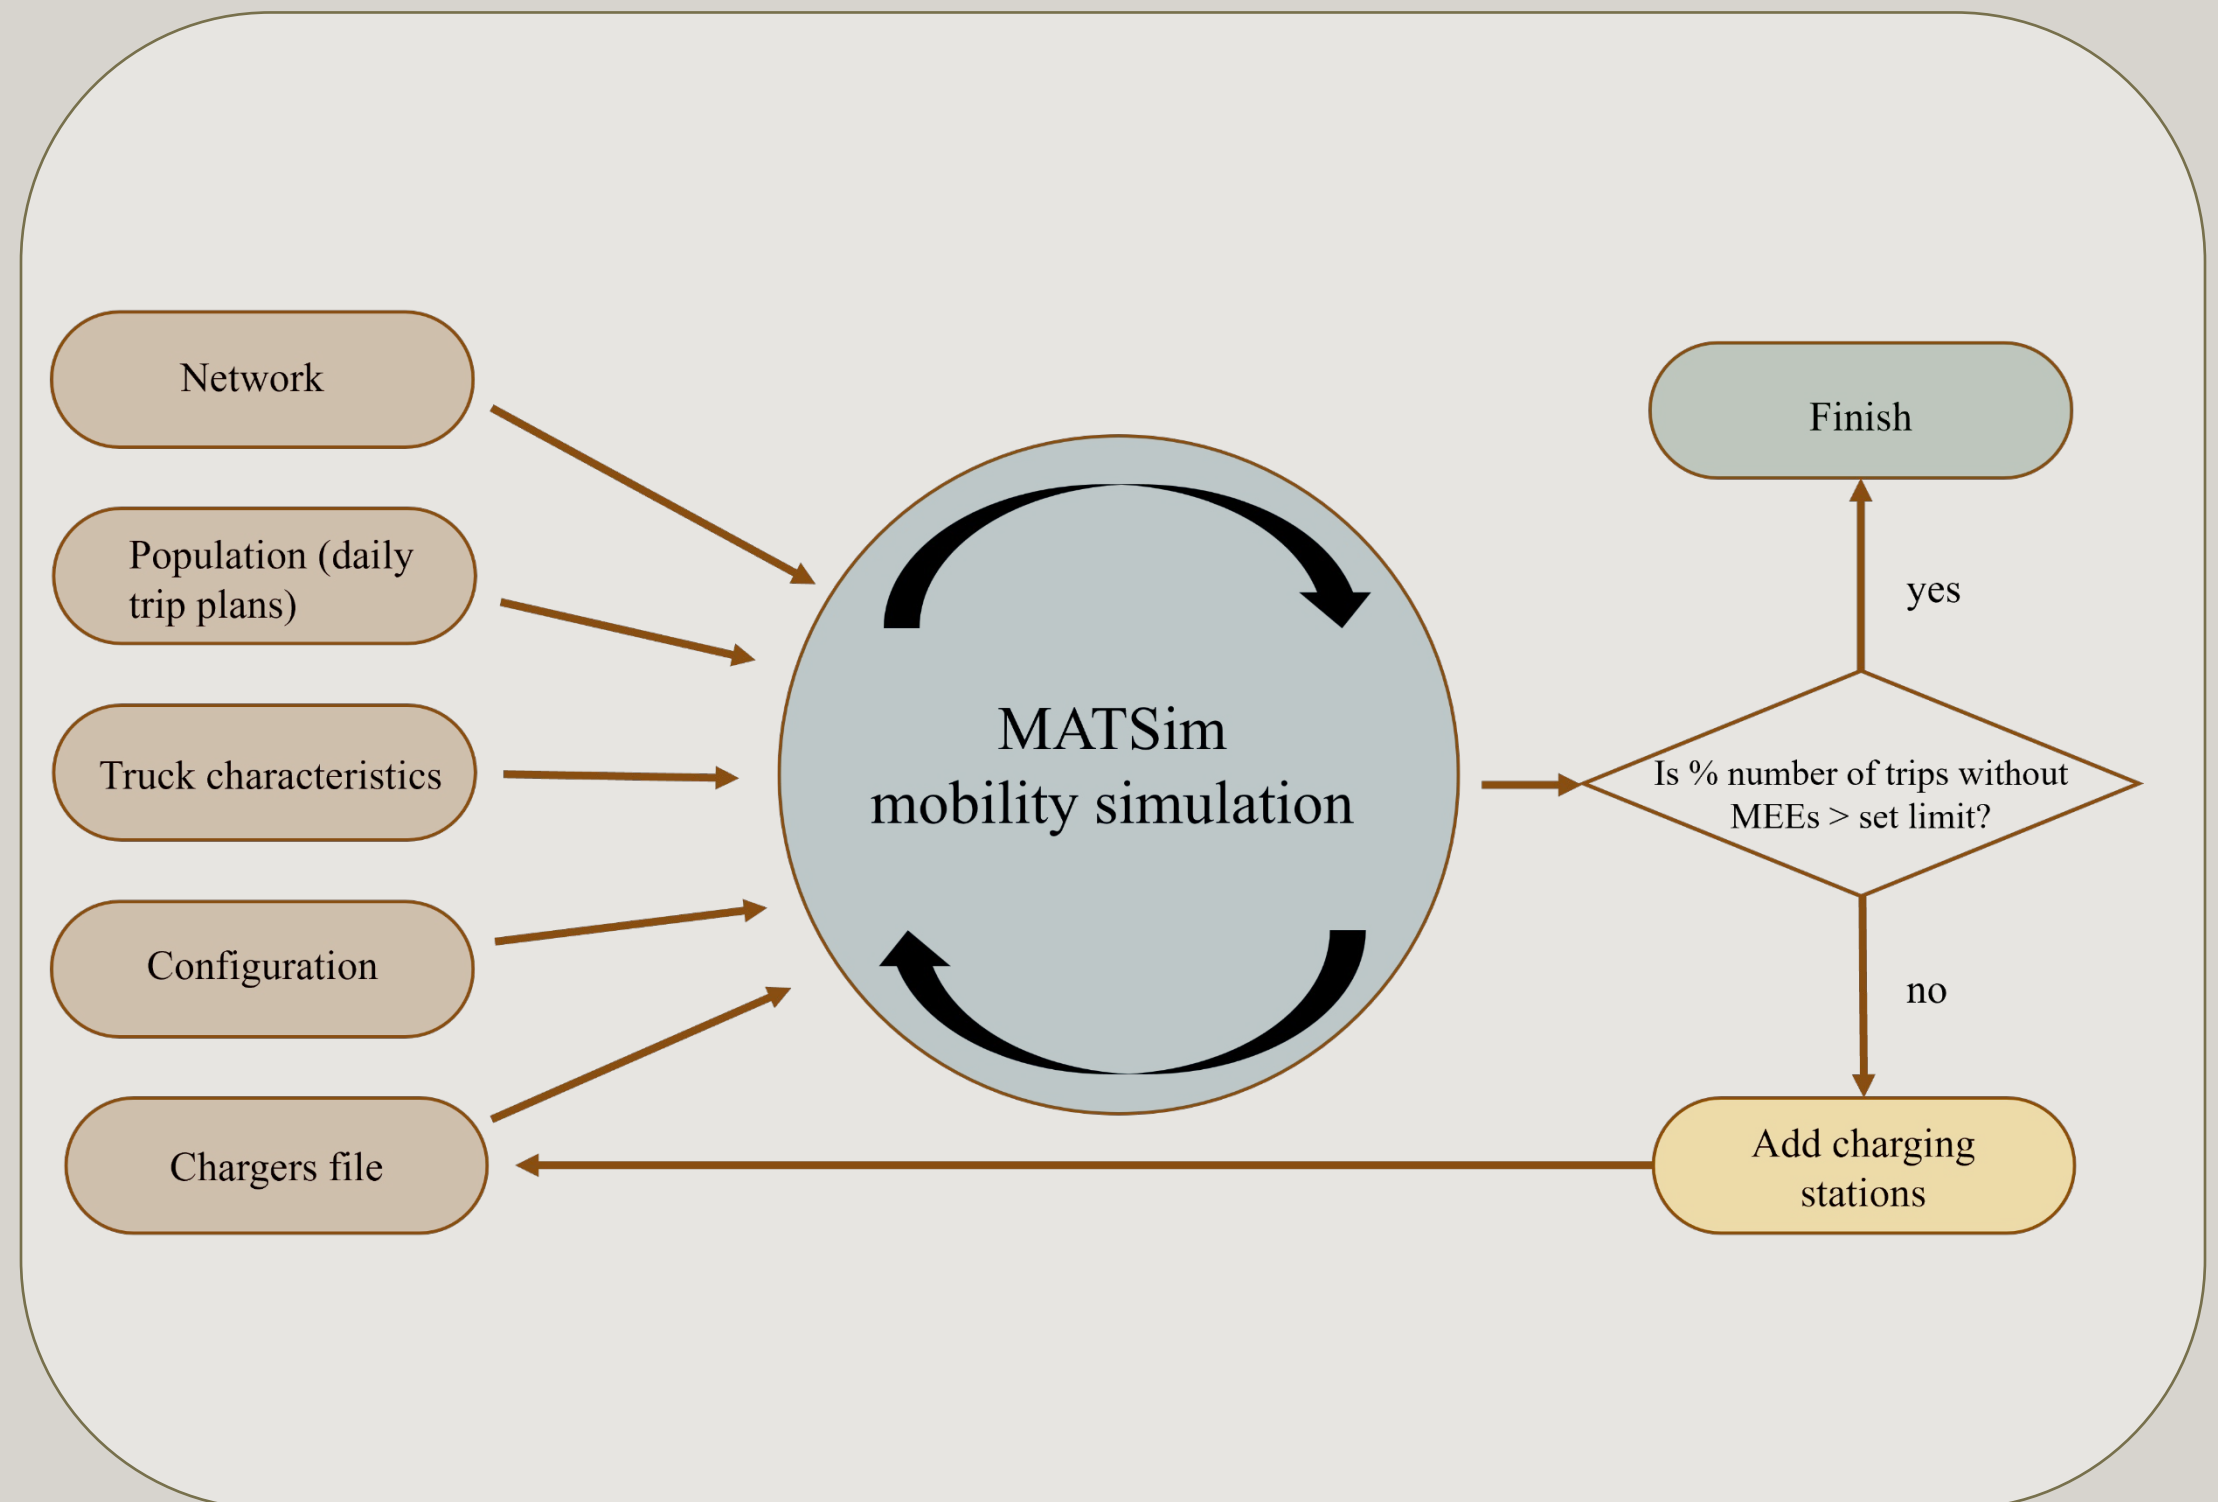 Network
Population (daily
trip plans)
Truck characteristics
Configuration
Chargers file
MATSim
mobility simulation
Finish
yes
Is % number of trips without
MEEs > set limit?
no
Add charging
stations